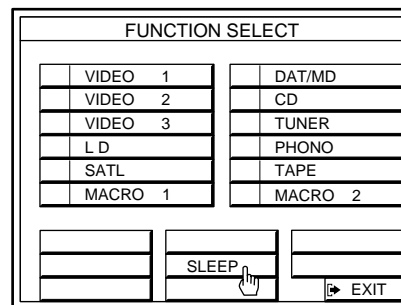 FUNCTION SELECT
VIDEO 1
VIDEO 2
VIDEO 3
L D
SATL
MACRO 1
DAT/MD
CD
TUNER
PHONO
TAPE
MACRO 2
SLEEP
EXIT